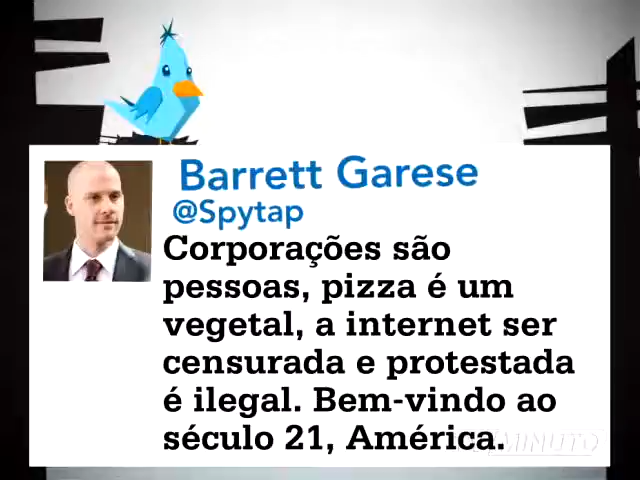 Barrett Garese
@Spytap
Corporações são
pessoas, pizza é um
vegetal, a internet ser
censurada e protestada
é ilegal. Bem-vindo ao
século 21, América.
MINUTO